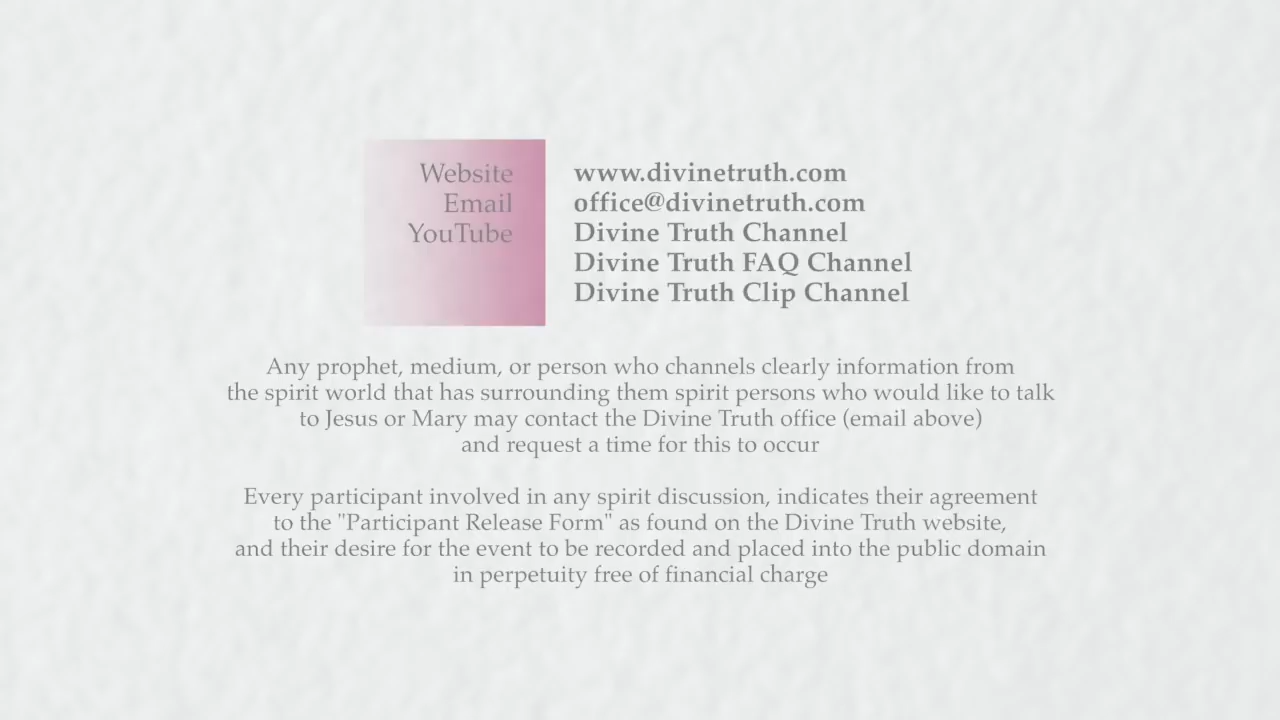 Website www.divinetruth.com
Email office@divinetruth.com
YouTube Divine Truth Channel
Divine Truth FAQ Channel
Divine Truth Clip Channel
Any prophet, medium, or person who channels clearly information from
the spirit world that has surrounding them spirit persons who would like to talk
to Jesus or Mary may contact the Divine Truth office (email above)
and request a time for this to occur
Every participant involved in any spirit discussion, indicates their agreement
to the "Participant Release Form" as found on the Divine Truth website,
and their desire for the event to be recorded and placed into the public domain
in perpetuity free of financial charge